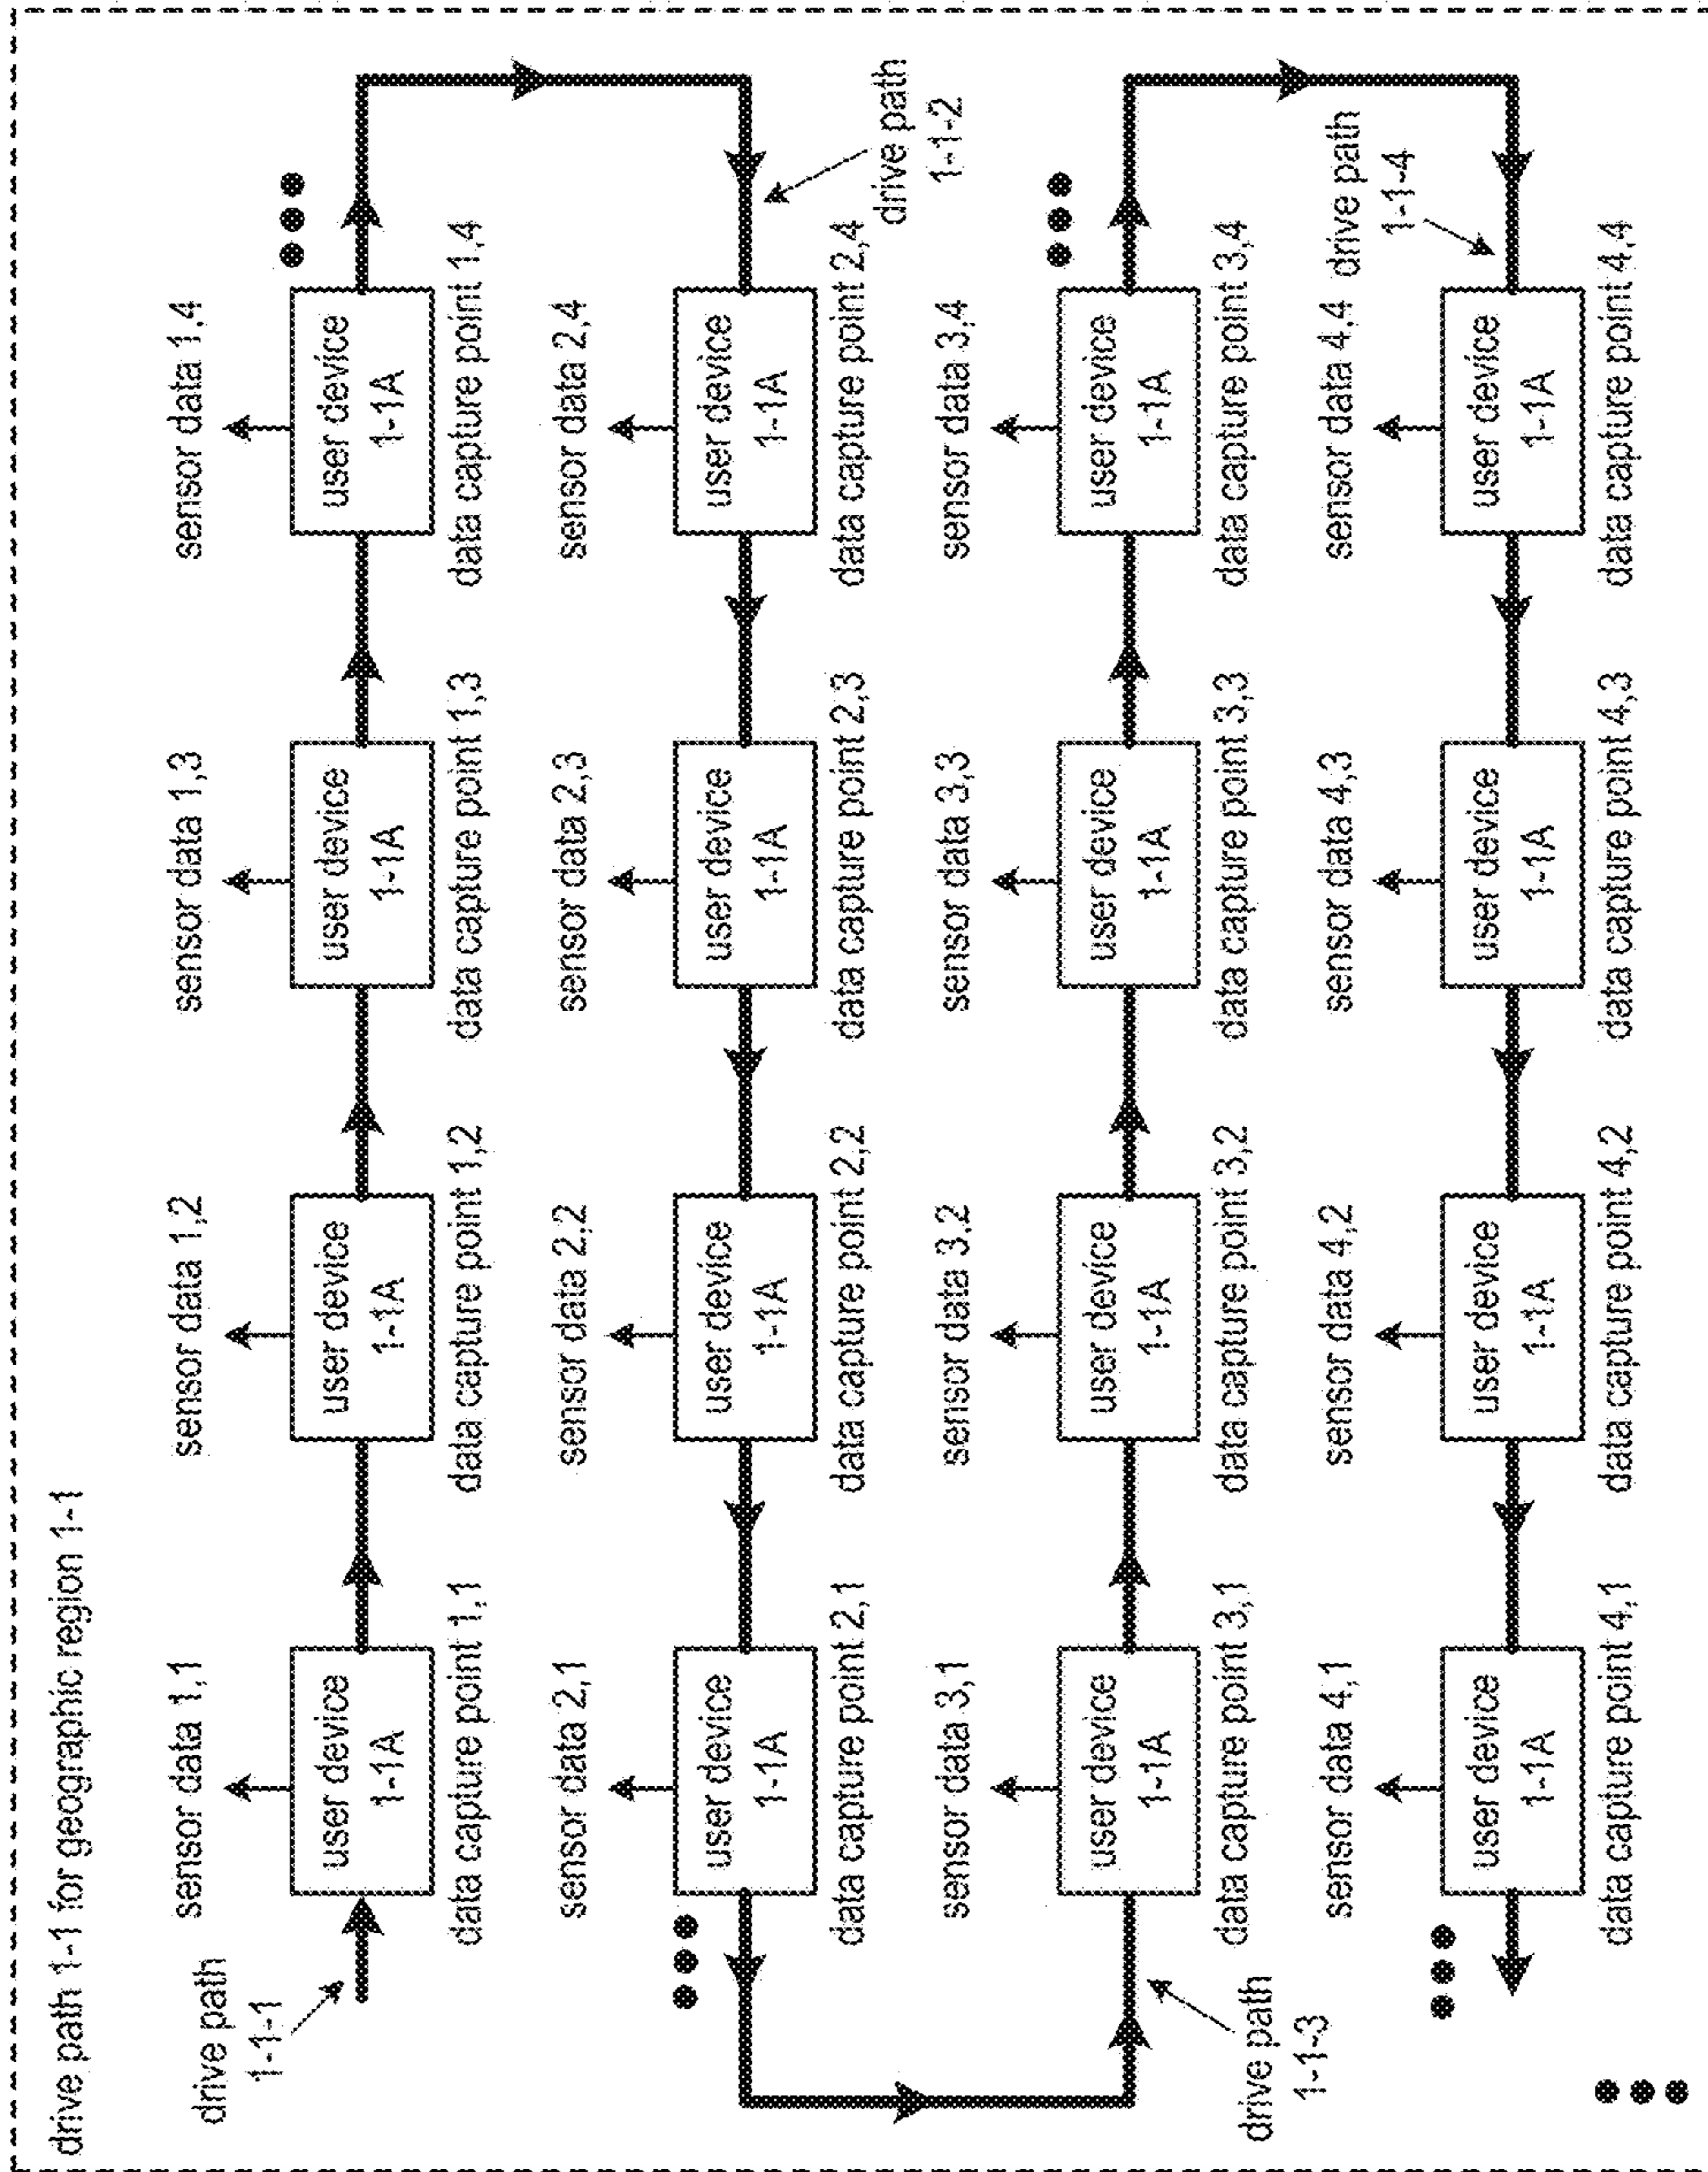 drive path 1-1 for geographic region 1-1
sensor data 1,1
sensor data 1,2
sensor data 1,3
sensor data 1,4
drive path
1-1-1
user device
1-1A
user device
1-1A
user device
1-1A
user device
1-1A
data capture point 1,1
data capture point 1,2
data capture point 1,3
data capture point 1,4
sensor data 2,1
sensor data 2,2
sensor data 2,3
sensor data 2,4
user device
1-1A
user device
1-1A
user device
1-1A
user device
1-1A
drive path
1-1-2
data capture point 2,1
data capture point 2,2
data capture point 2,3
data capture point 2,4
sensor data 3,1
sensor data 3,2
sensor data 3,3
sensor data 3,4
user device
1-1A
user device
1-1A
user device
1-1A
user device
1-1A
drive path
1-1-3
data capture point 3,1
data capture point 3,2
data capture point 3,3
data capture point 3,4
sensor data 4,1
sensor data 4,2
sensor data 4,3
sensor data 4,4
drive path
1-1-4
user device
1-1A
user device
1-1A
user device
1-1A
user device
1-1A
data capture point 4,1
data capture point 4,2
data capture point 4,3
data capture point 4,4